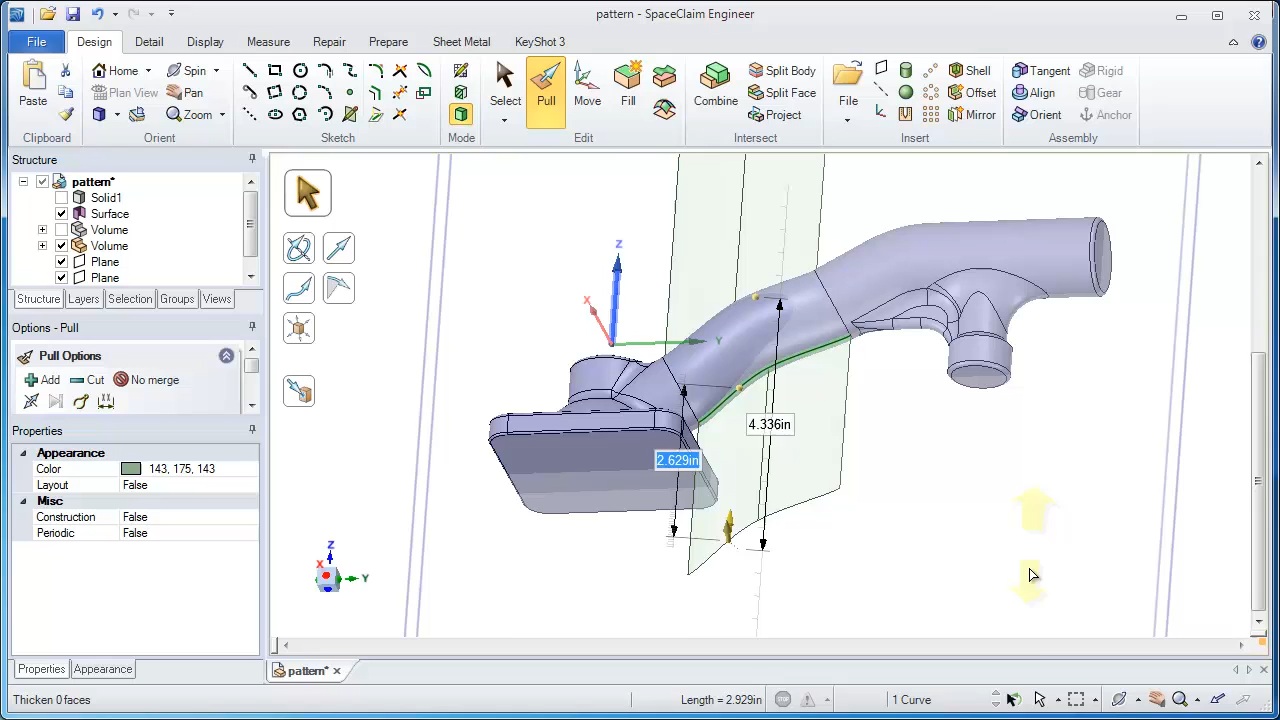 pattern - SpaceClaim Engineer
File Design Detail Display Measure Repair Prepare Sheet Metal KeyShot 3
Home Spin Split Body Shell Tangent Rigid
Plan View Pan Split Face Offset Align Gear
Paste Select Pull Move Fill Combine File
Zoom Project Mirror Orient Anchor
Clipboard Orient Sketch Mode Edit Intersect Insert Assembly
Structure
pattern*
Solid1
Surface
Volume
Volume
Plane
Plane
Structure Layers Selection Groups Views
Options - Pull
Pull Options
Add Cut No merge
Properties
Appearance
Color 143, 175, 143
Layout False
Misc
Construction False
Periodic False
Properties Appearance
Z
X
Y
4.336in
2.629in
Z
X
Y
pattern*
Thicken 0 faces Length = 2.929in 1 Curve